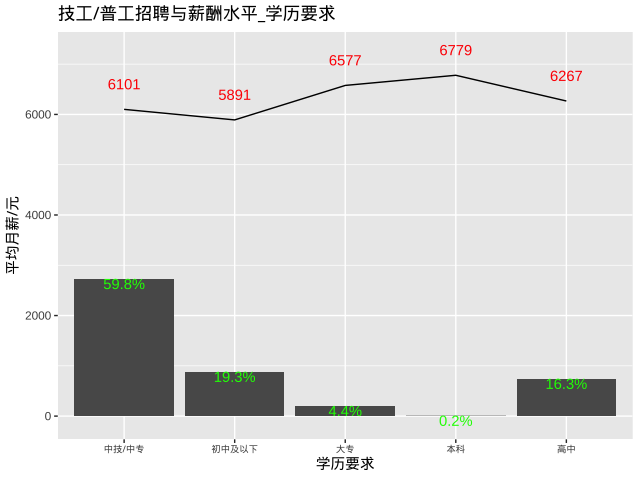 技工/普工招聘与薪酬水平_学历要求
平均月薪/元
6000
4000
2000
0
6101
5891
6577
6779
6267
59.8%
19.3%
4.4%
0.2%
16.3%
中技/中专
初中及以下
大专
本科
高中
学历要求